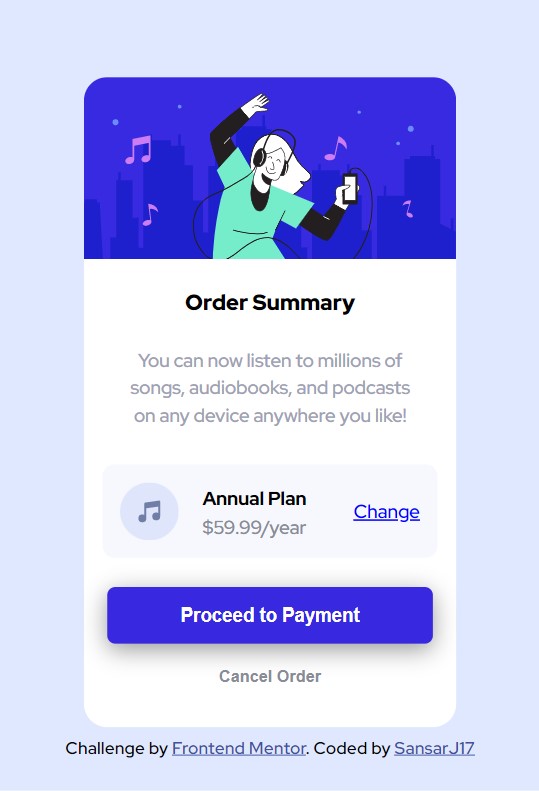 Order Summary
You can now listen to millions of
songs, audiobooks, and podcasts
on any device anywhere you like!
Annual Plan
$59.99/year
Change
Proceed to Payment
Cancel Order
Challenge by Frontend Mentor. Coded by SansarJ17